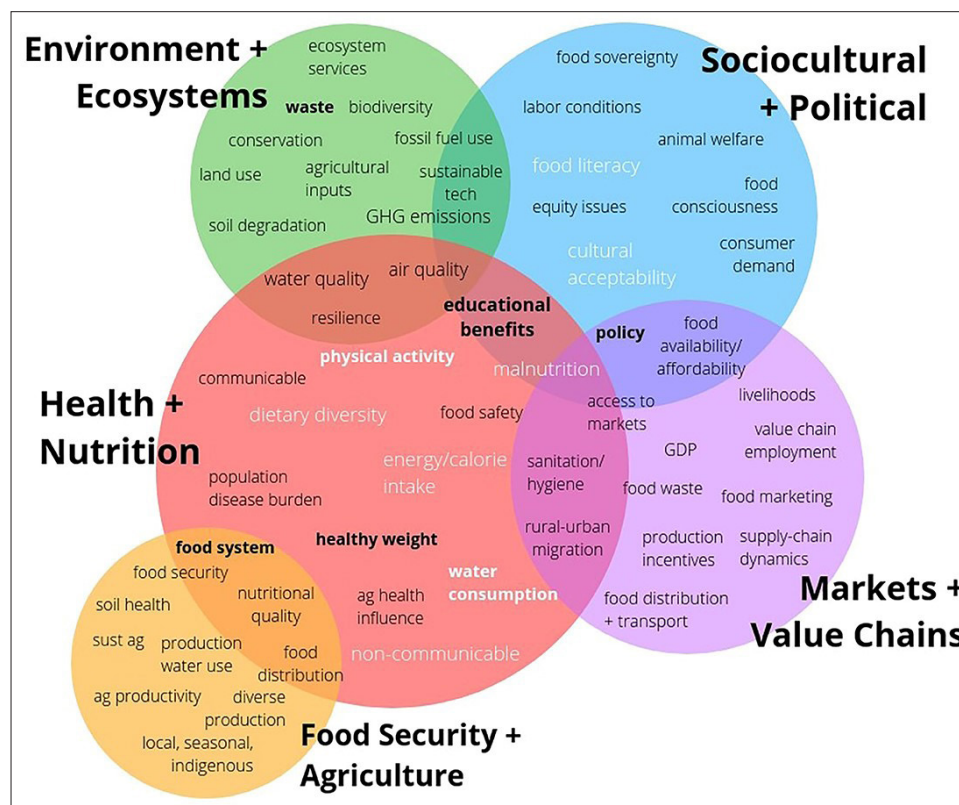 Environment +
Ecosystems
ecosystem
services
waste
biodiversity
conservation
fossil fuel use
land use
agricultural
inputs
sustainable
tech
soil degradation
GHG emissions
Sociocultural
+ Political
food sovereignty
labor conditions
animal welfare
food literacy
food
consciousness
equity issues
cultural
acceptability
consumer
demand
water quality
air quality
resilience
educational
benefits
policy
food
availability/
affordability
Health +
Nutrition
physical activity
malnutrition
communicable
dietary diversity
food safety
access to
markets
energy/calorie
intake
sanitation/
hygiene
population
disease burden
healthy weight
rural-urban
migration
water
consumption
ag health
influence
non-communicable
livelihoods
GDP
value chain
employment
food waste
food marketing
production
incentives
supply-chain
dynamics
food distribution
+ transport
Markets +
Value Chains
food system
food security
nutritional
quality
soil health
sust ag
production
water use
food
distribution
ag productivity
diverse
production
local, seasonal,
indigenous
Food Security +
Agriculture